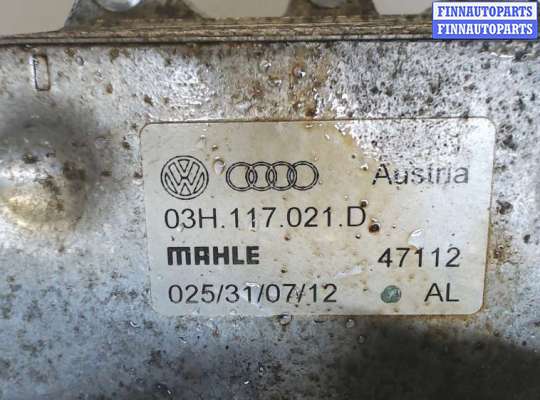 FINNAUTOPARTS
FINNAUTOPARTS
Austria
03H.117.021.D
MAHLE 47112
025/31/07/12 AL